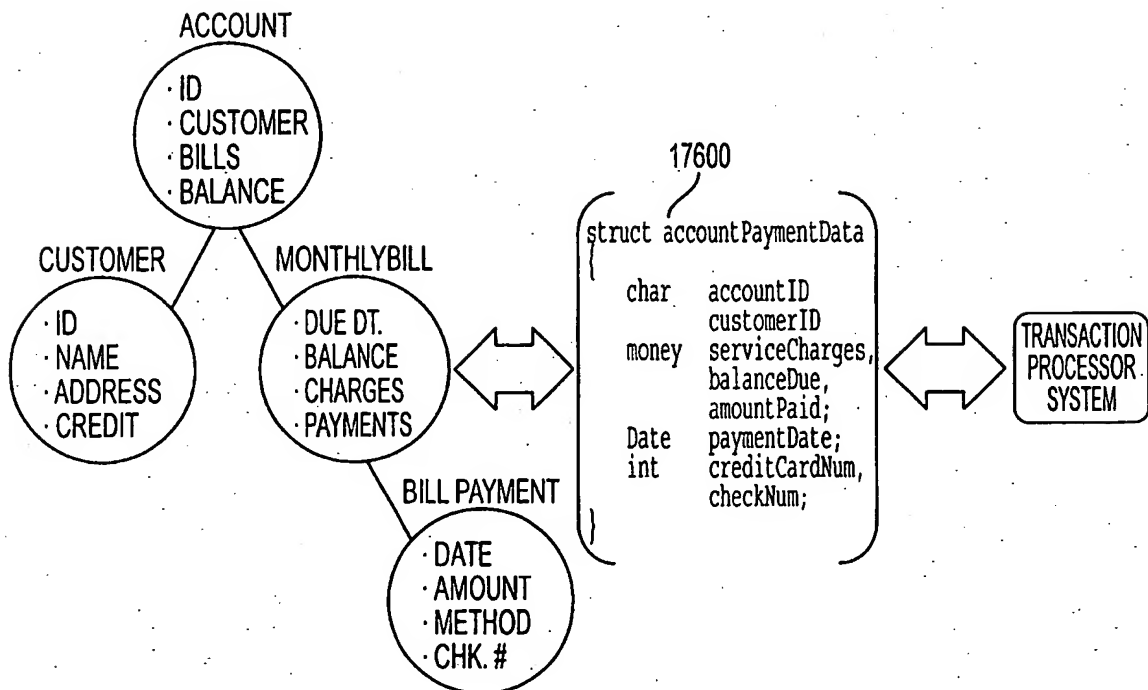 ACCOUNT
· ID
· CUSTOMER
· BILLS
· BALANCE
CUSTOMER
· ID
· NAME
· ADDRESS
· CREDIT
MONTHLYBILL
· DUE DT.
· BALANCE
· CHARGES
· PAYMENTS
BILL PAYMENT
· DATE
· AMOUNT
· METHOD
· CHK. #
17600
struct accountPaymentData
{
char accountID
customerID
money serviceCharges,
balanceDue,
amountPaid;
Date paymentDate;
int creditCardNum,
checkNum;
}
TRANSACTION
PROCESSOR
SYSTEM